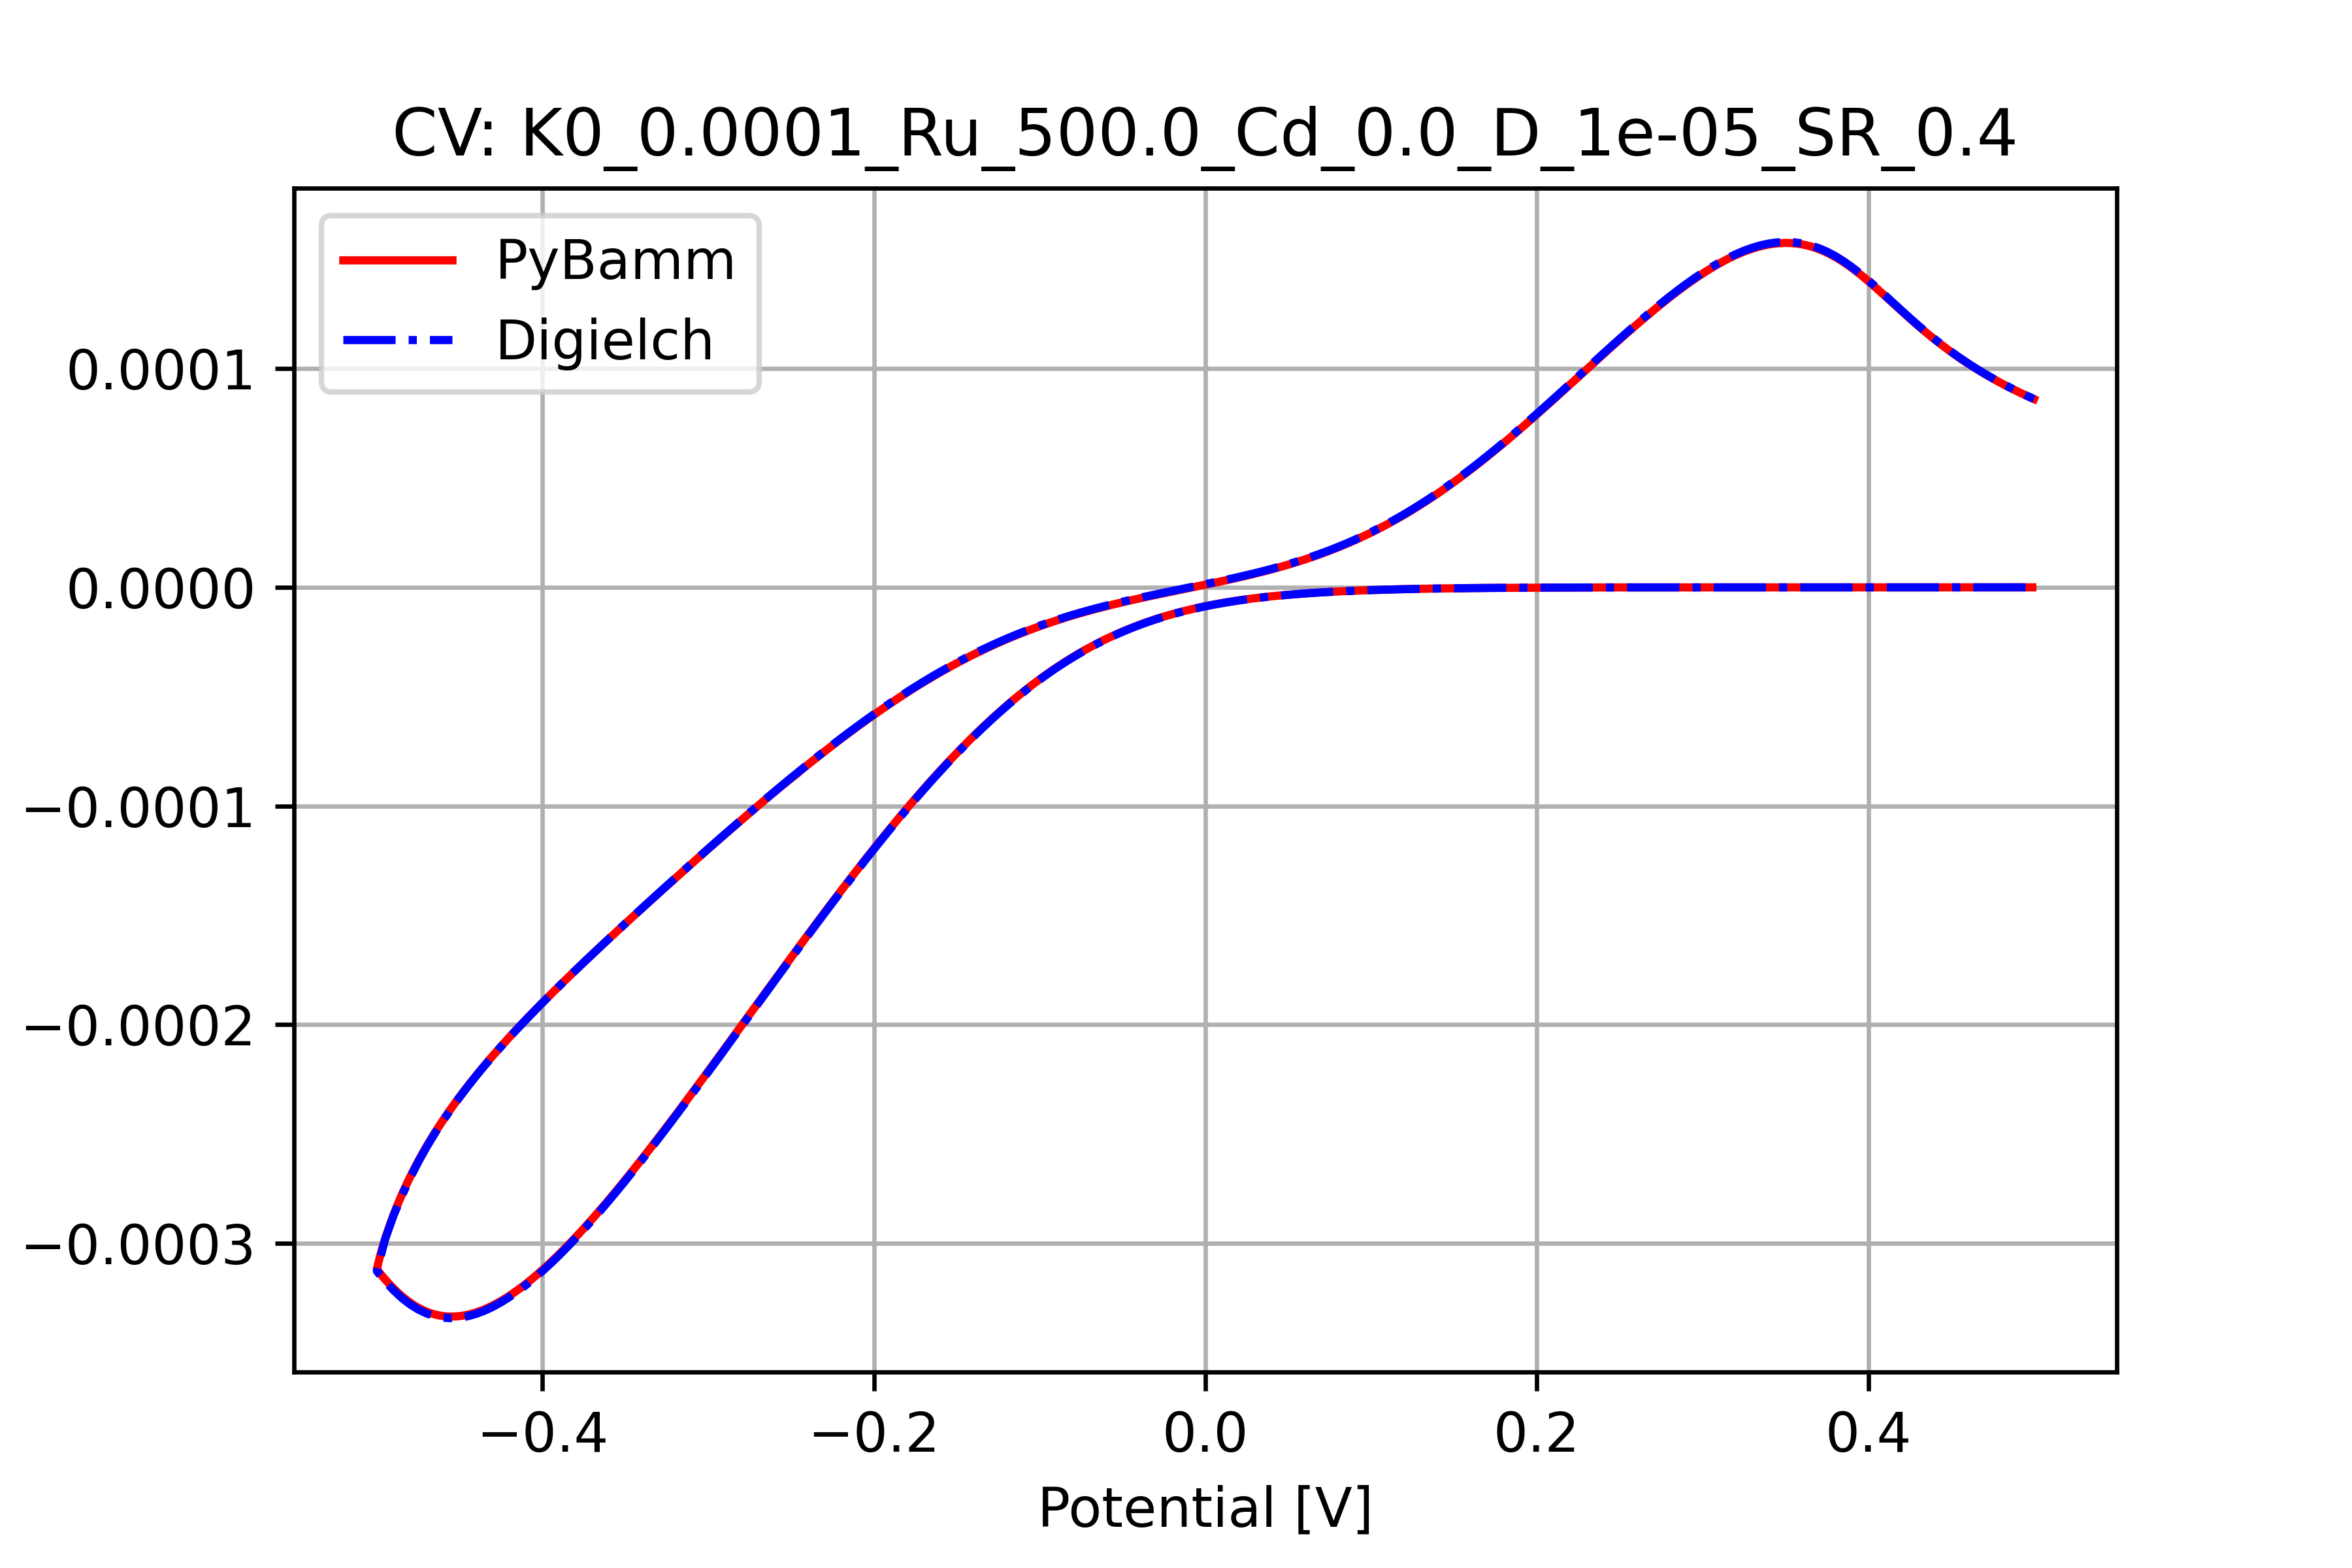 CV: K0_0.0001_Ru_500.0_Cd_0.0_D_1e-05_SR_0.4
PyBamm
Digielch
0.0001
0.0000
−0.0001
−0.0002
−0.0003
−0.4 −0.2 0.0 0.2 0.4
Potential [V]